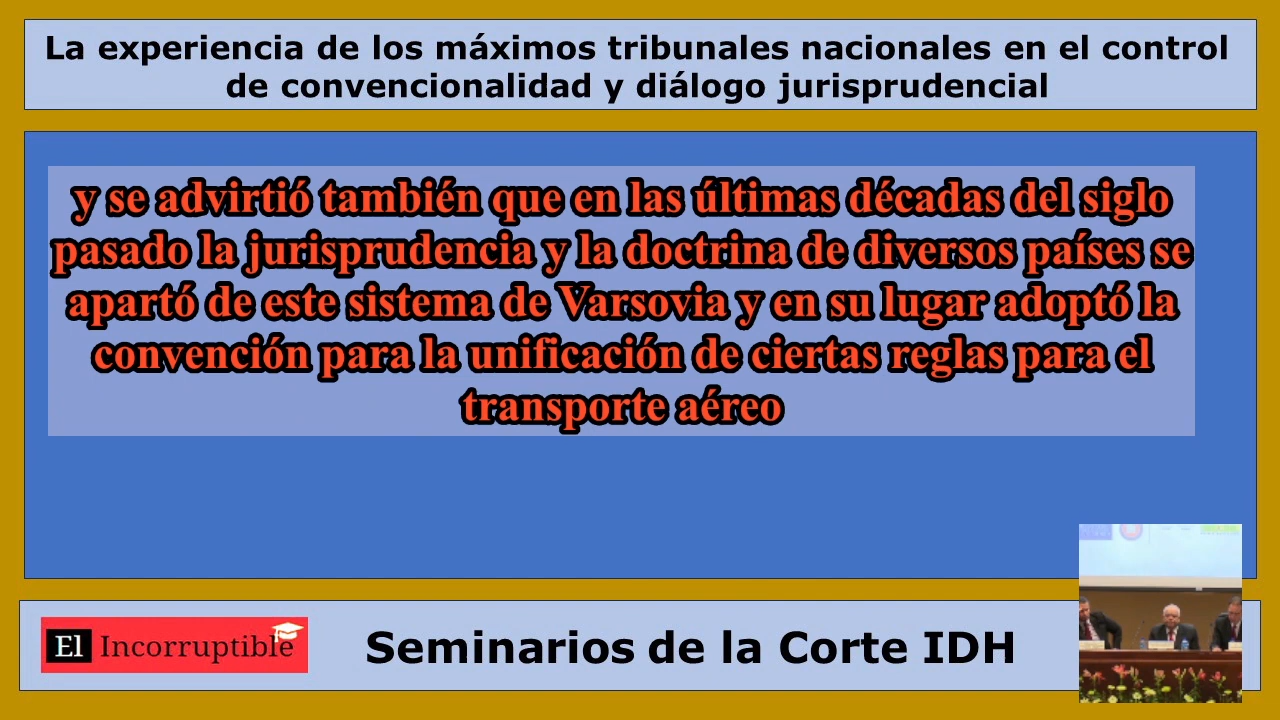 La experiencia de los máximos tribunales nacionales en el control
de convencionalidad y diálogo jurisprudencial
y se advirtió también que en las últimas décadas del siglo
pasado la jurisprudencia y la doctrina de diversos países se
apartó de este sistema de Varsovia y en su lugar adoptó la
convención para la unificación de ciertas reglas para el
transporte aéreo
El Incorruptible
Seminarios de la Corte IDH